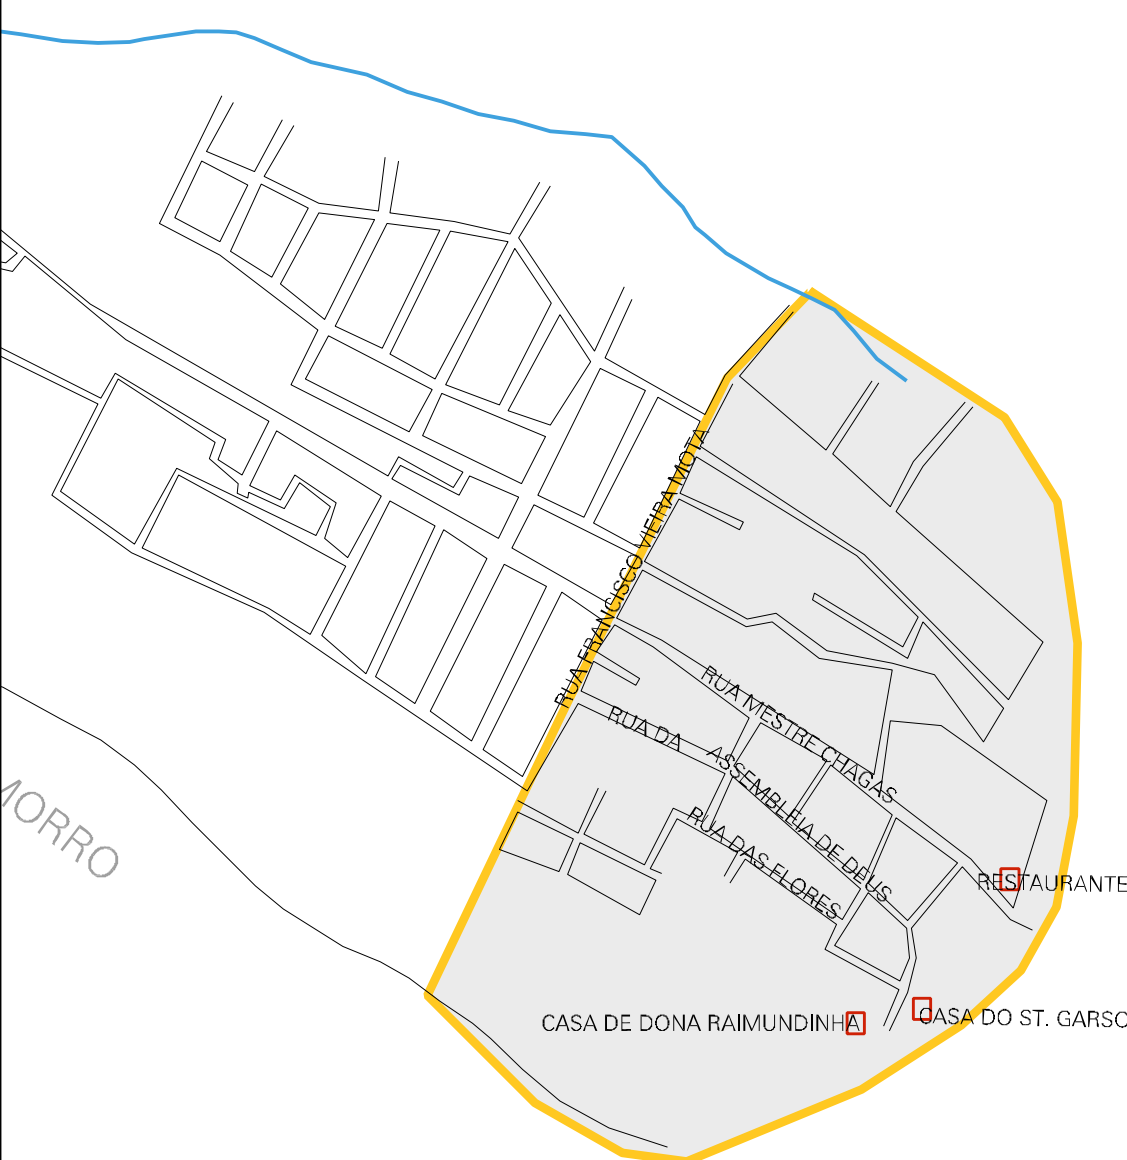 RUA FRANCISCO VIEIRA MOTA
RUA MESTRE CHAGAS
RUA DA ASSEMBLEIA DE DEUS
MORRO
RUA DAS FLORES
RESTAURANTE
CASA DE DONA RAIMUNDINHA
CASA DO ST. GARSO